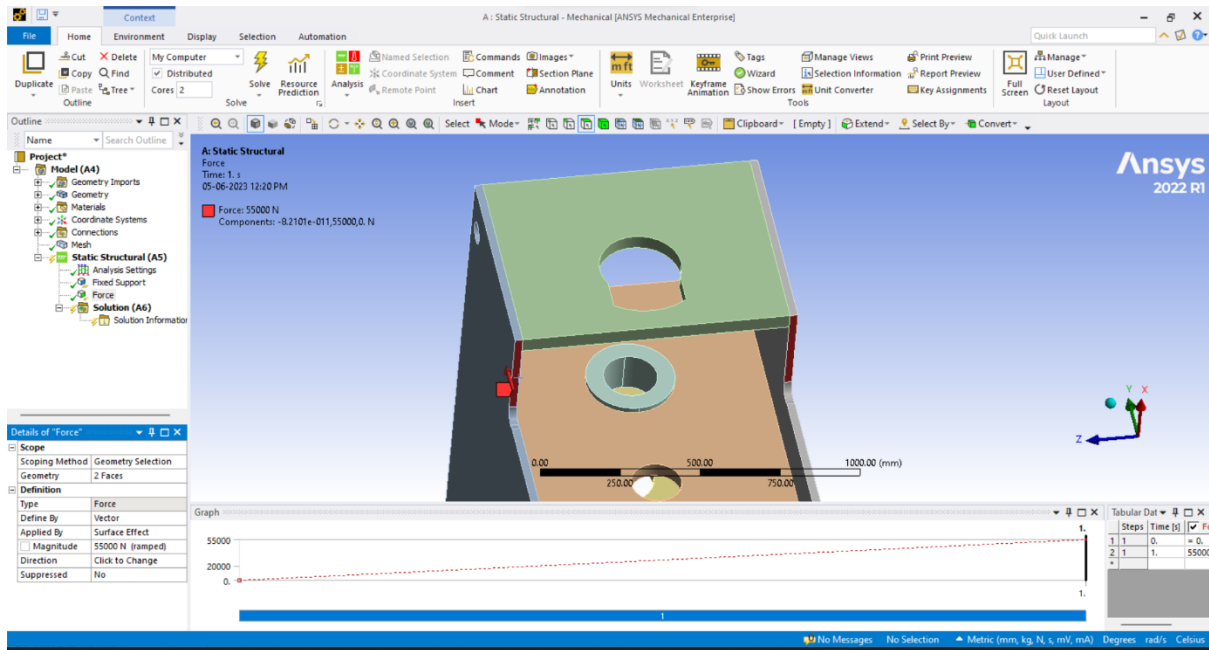 Context
A : Static Structural - Mechanical [ANSYS Mechanical Enterprise]
File Home Environment Display Selection Automation
Quick Launch
Duplicate
Cut
Copy
Paste
Delete
Find
Tree
Outline
My Computer
Distributed
Cores 2
Solve
Resource Prediction
Solve
Analysis
Named Selection
Coordinate System
Remote Point
Commands
Comment
Chart
Images
Section Plane
Annotation
Insert
Units
Worksheet
Keyframe Animation
Tags
Wizard
Show Errors
Manage Views
Selection Information
Unit Converter
Print Preview
Report Preview
Key Assignments
Tools
Full Screen
Manage
User Defined
Reset Layout
Layout
Outline
Select Mode Clipboard [ Empty ] Extend Select By Convert
Name Search Outline
Project*
Model (A4)
Geometry Imports
Geometry
Materials
Coordinate Systems
Connections
Mesh
Static Structural (A5)
Analysis Settings
Fixed Support
Force
Solution (A6)
Solution Information
A: Static Structural
Force
Time: 1. s
05-06-2023 12:20 PM
Force: 55000 N
Components: -8.2101e-011,55000,0. N
Ansys
2022 R1
Y X
Z
0.00 500.00 1000.00 (mm)
250.00 750.00
Details of "Force"
Scope
Scoping Method Geometry Selection
Geometry 2 Faces
Definition
Type Force
Define By Vector
Applied By Surface Effect
Magnitude 55000 N (ramped)
Direction Click to Change
Suppressed No
Graph
1.
55000
20000
0.
1.
1
Tabular Dat
Steps Time [s]
1 1 0. = 0.
2 1 1. 55000
*
No Messages No Selection Metric (mm, kg, N, s, mV, mA) Degrees rad/s Celsius